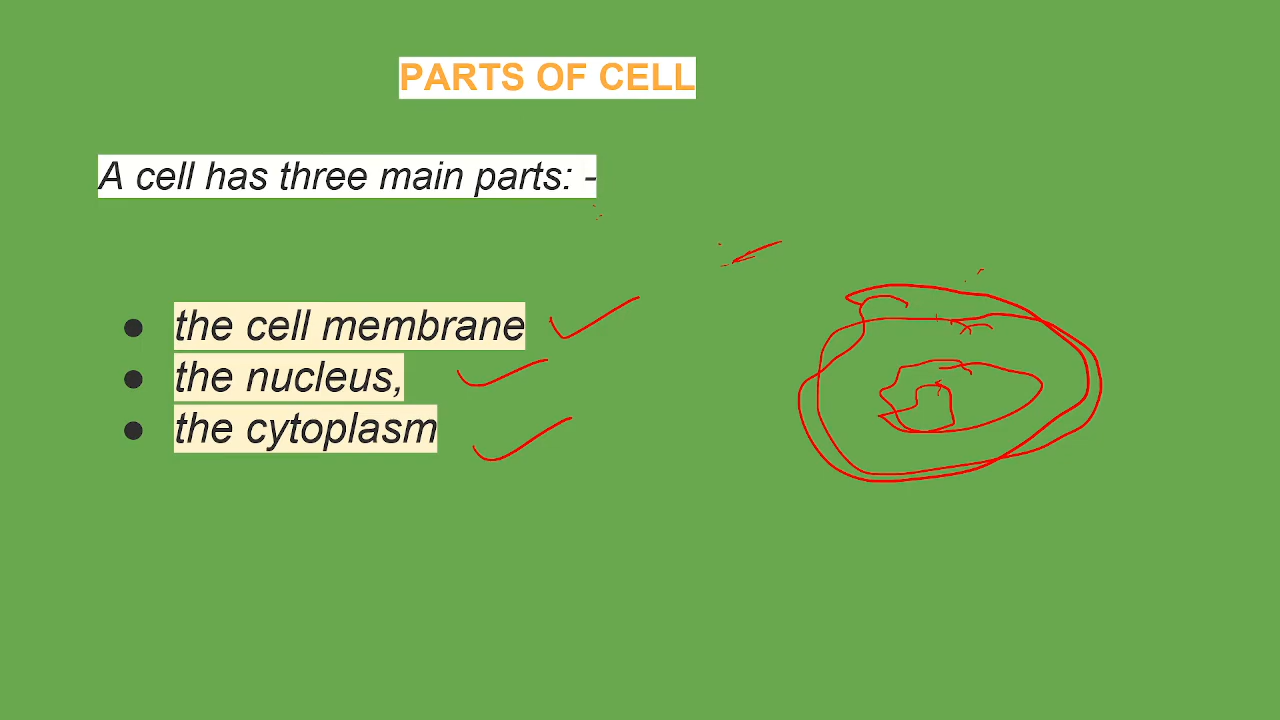 PARTS OF CELL
A cell has three main parts: -
● the cell membrane
● the nucleus,
● the cytoplasm